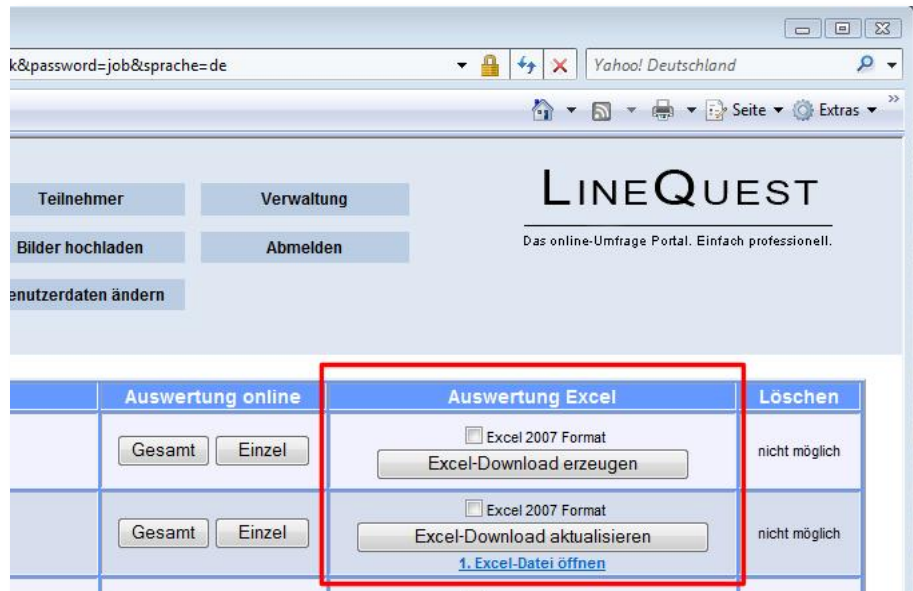 k&password=job&sprache=de
Yahoo! Deutschland
Seite
Extras
Teilnehmer
Verwaltung
LINEQUEST
Das online-Umfrage Portal. Einfach professionell.
Bilder hochladen
Abmelden
enutzerdaten ändern
Auswertung online
Auswertung Excel
Löschen
Gesamt
Einzel
Excel 2007 Format
Excel-Download erzeugen
nicht möglich
Gesamt
Einzel
Excel 2007 Format
Excel-Download aktualisieren
1. Excel-Datei öffnen
nicht möglich